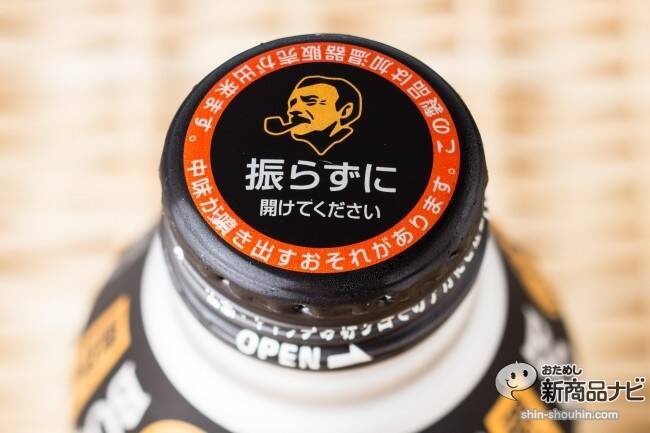 振らずに
開けてください
この製品は加温器販売が出来ます。
中味が噴き出すおそれがあります。
OPEN
おためし
新商品ナビ
shin-shouhin.com